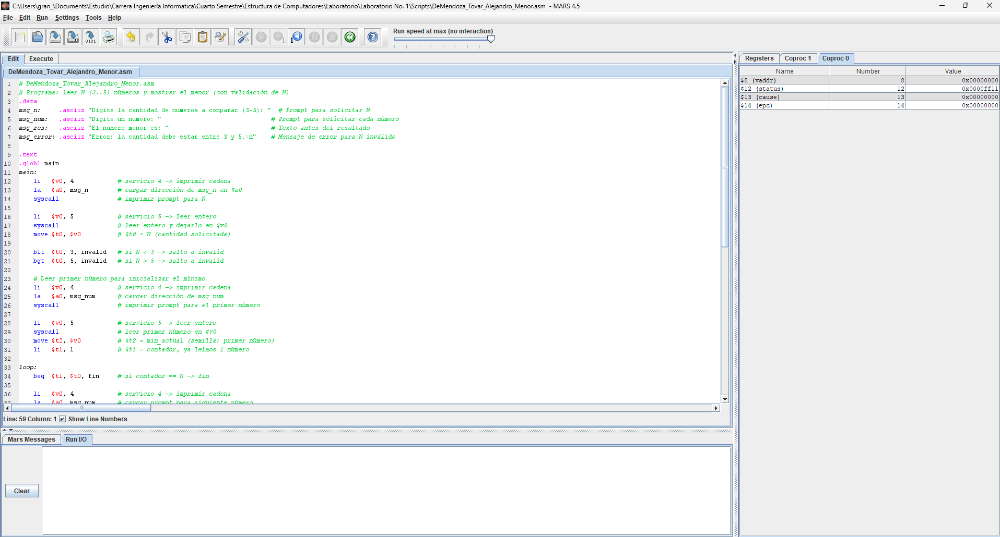 C:\Users\gran_\Documents\Estudio\Carrera Ingeniería Informatica\Cuarto Semestre\Estructura de Computadores\Laboratorio\Laboratorio No. 1\Scripts\DeMendoza_Tovar_Alejandro_Menor.asm - MARS 4.5
File Edit Run Settings Tools Help
Run speed at max (no interaction)
Edit Execute
DeMendoza_Tovar_Alejandro_Menor.asm
1 # DeMendoza_Tovar_Alejandro_Menor.asm
2 # Programa: leer N (3..5) números y mostrar el menor (con validación de N)
3 .data
4 msg_n: .asciiz "Digite la cantidad de numeros a comparar (3-5): " # Prompt para solicitar N
5 msg_num: .asciiz "Digite un numero: " # Prompt para solicitar cada número
6 msg_res: .asciiz "El numero menor es: " # Texto antes del resultado
7 msg_error: .asciiz "Error: la cantidad debe estar entre 3 y 5.\n" # Mensaje de error para N inválido
8
9 .text
10 .globl main
11 main:
12 li $v0, 4 # servicio 4 -> imprimir cadena
13 la $a0, msg_n # cargar dirección de msg_n en $a0
14 syscall # imprimir prompt para N
15
16 li $v0, 5 # servicio 5 -> leer entero
17 syscall # leer entero y dejarlo en $v0
18 move $t0, $v0 # $t0 = N (cantidad solicitada)
19
20 blt $t0, 3, invalid # si N < 3 -> salto a invalid
21 bgt $t0, 5, invalid # si N > 5 -> salto a invalid
22
23 # Leer primer número para inicializar el mínimo
24 li $v0, 4 # servicio 4 -> imprimir cadena
25 la $a0, msg_num # cargar dirección de msg_num
26 syscall # imprimir prompt para el primer número
27
28 li $v0, 5 # servicio 5 -> leer entero
29 syscall # leer primer número en $v0
30 move $t2, $v0 # $t2 = min_actual (semilla: primer número)
31 li $t1, 1 # $t1 = contador, ya leímos 1 número
32
33 loop:
34 beq $t1, $t0, fin # si contador == N -> fin
35
36 li $v0, 4 # servicio 4 -> imprimir cadena
37 la $a0, msg_num # cargar prompt para siguiente número
Line: 59 Column: 1 Show Line Numbers
Mars Messages Run I/O
Clear
Registers Coproc 1 Coproc 0
Name Number Value
$8 (vaddr) 8 0x00000000
$12 (status) 12 0x0000ff11
$13 (cause) 13 0x00000000
$14 (epc) 14 0x00000000